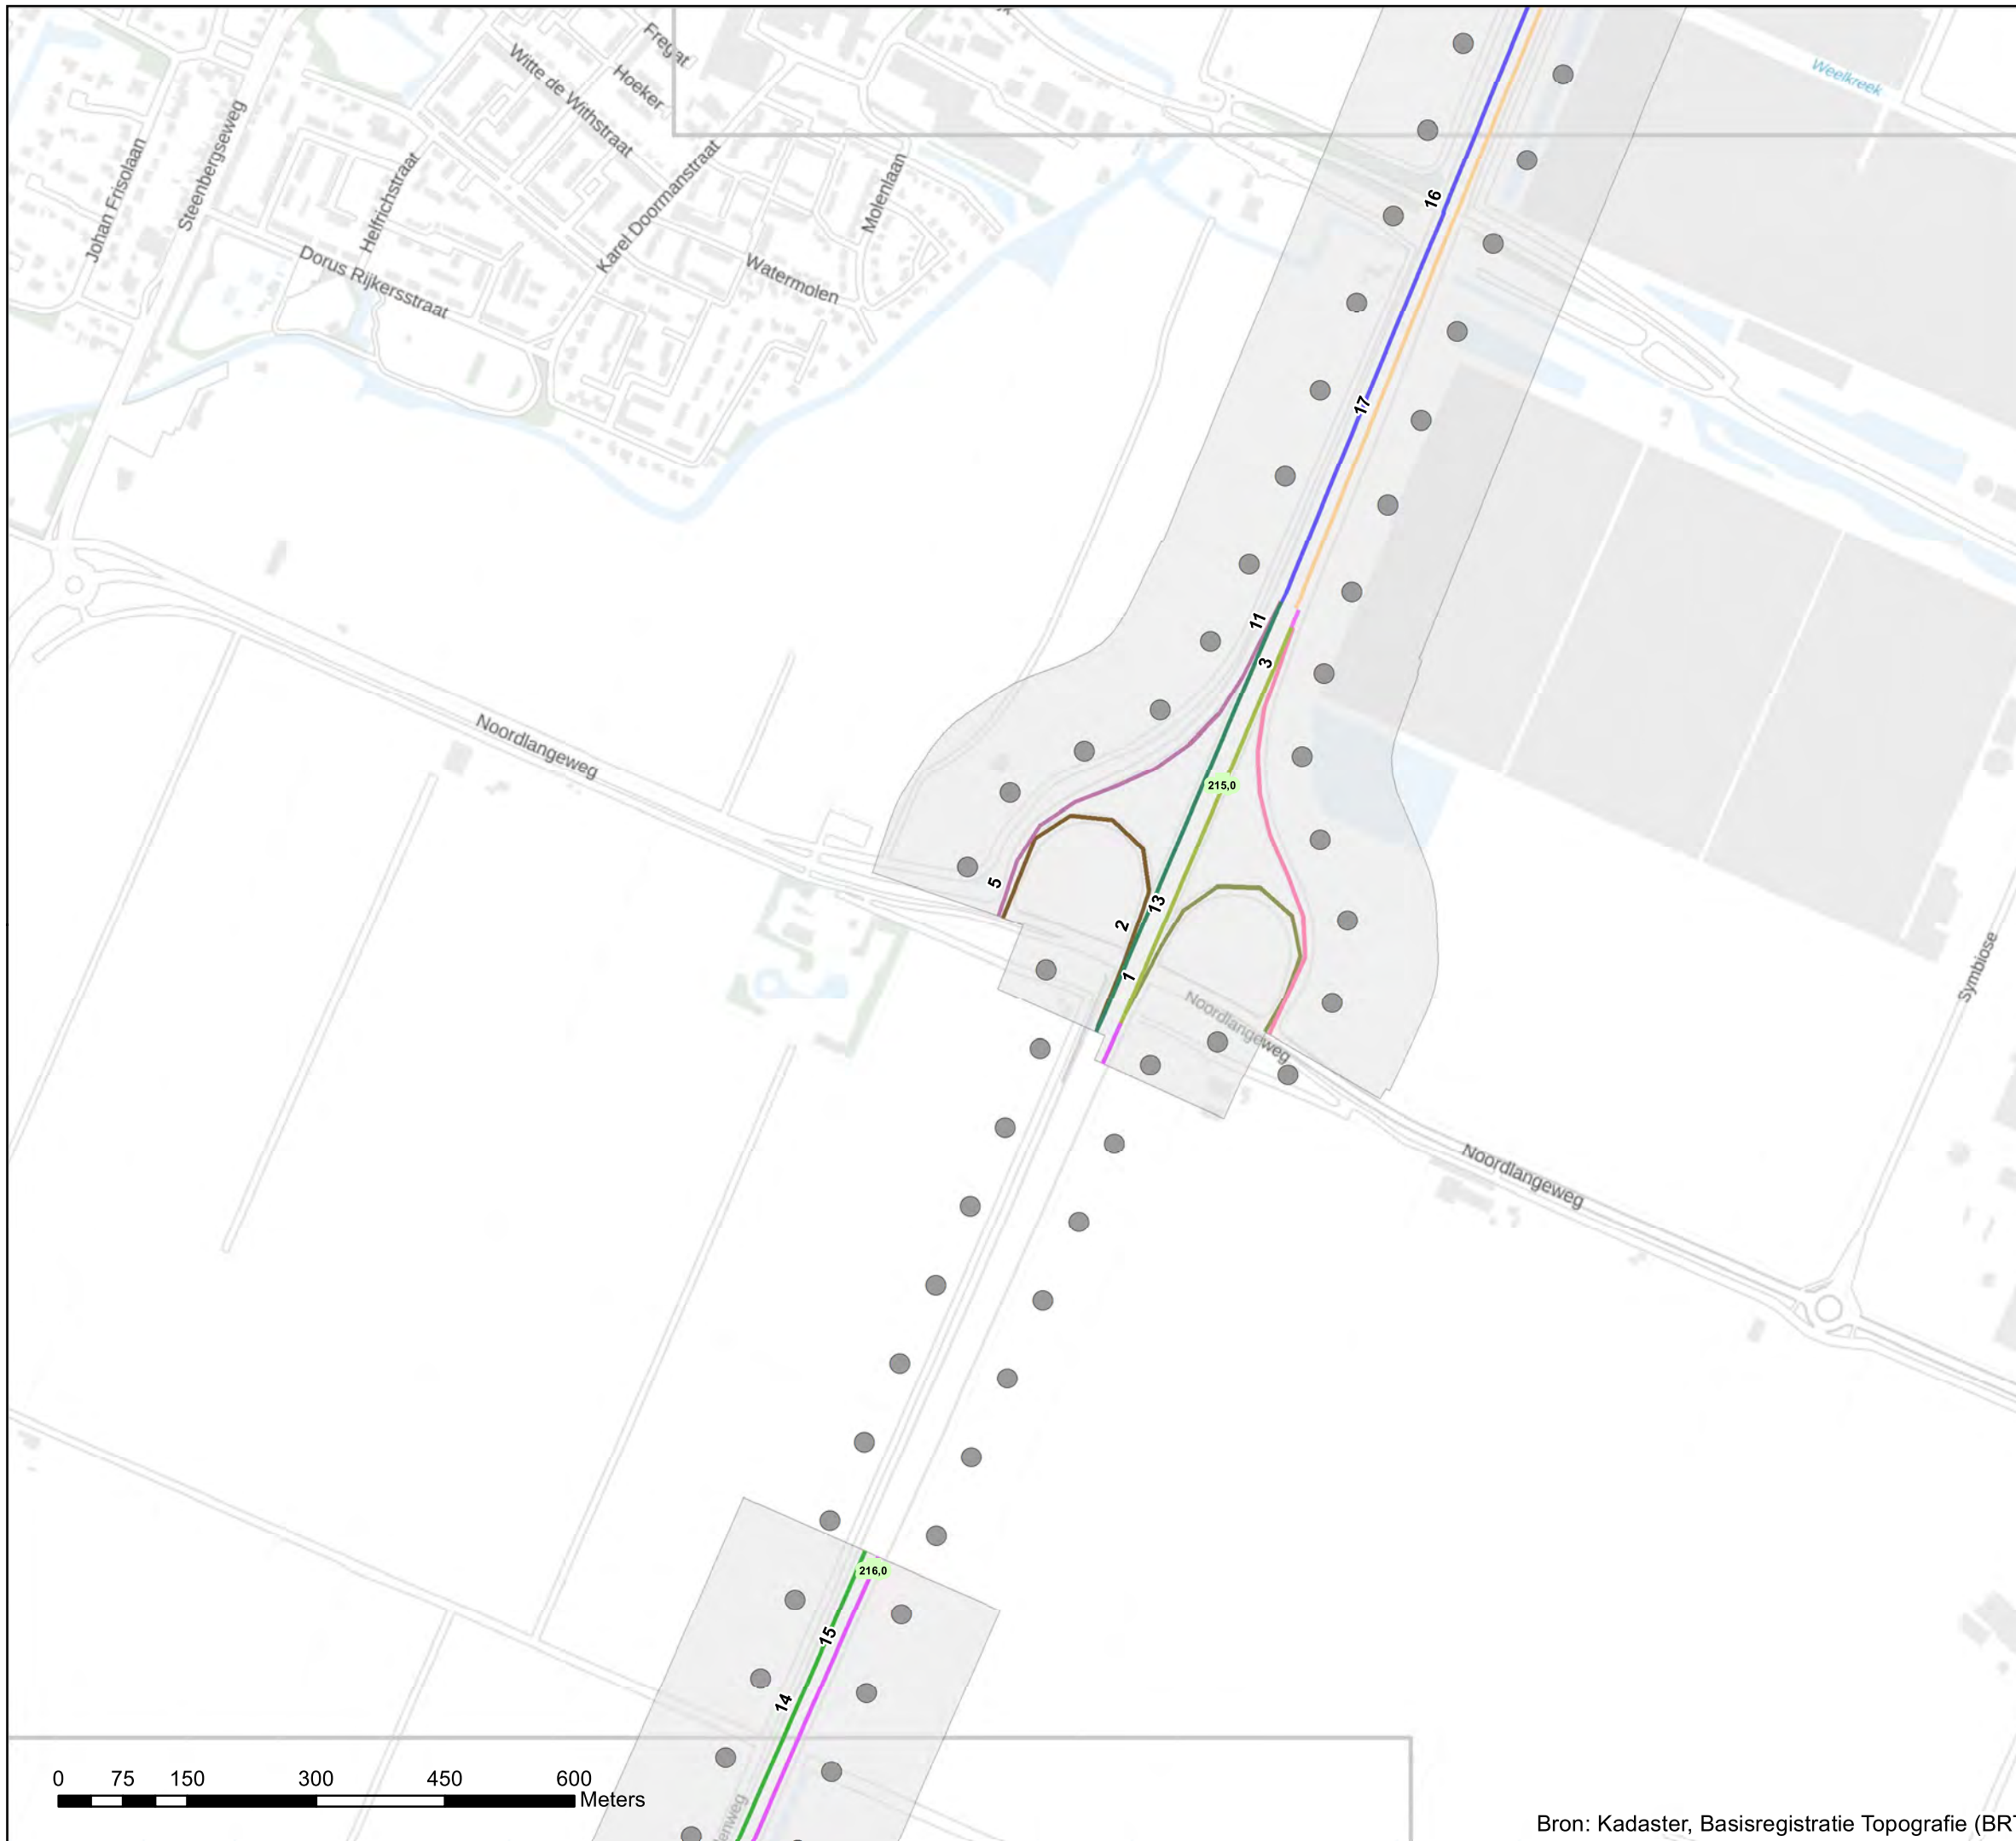 Fregat
Hoeker
Witte de Withstraat
Weelkreek
Johan Frisolaan
Steenbergseweg
Helfrichstraat
Karel Doormanstraat
Molenlaan
Dorus Rijkersstraat
Watermolen
16
17
11
3
Noordlangeweg
215,0
5
13
2
1
Noordlangeweg
Symbiose
Noordlangeweg
216,0
15
14
0 75 150 300 450 600
Meters
Bron: Kadaster, Basisregistratie Topografie (BRT